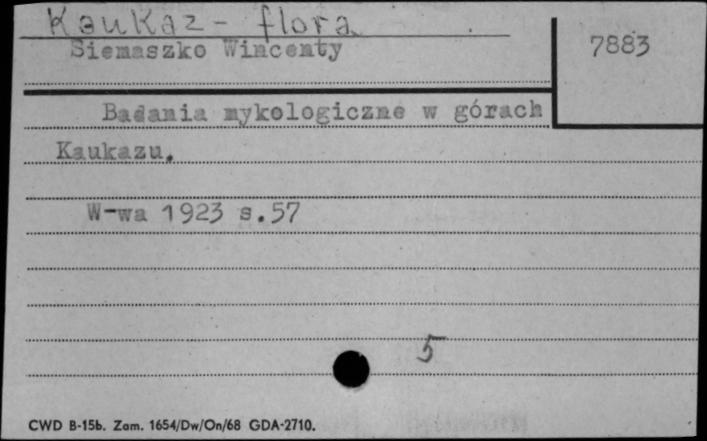 Kaukaz - flora
Siemaszko Wincenty
7883
Badania mykologiczne w górach
Kaukazu.
W-wa 1923 s.57
5
CWD B-15b. Zam. 1654/Dw/On/68 GDA-2710.